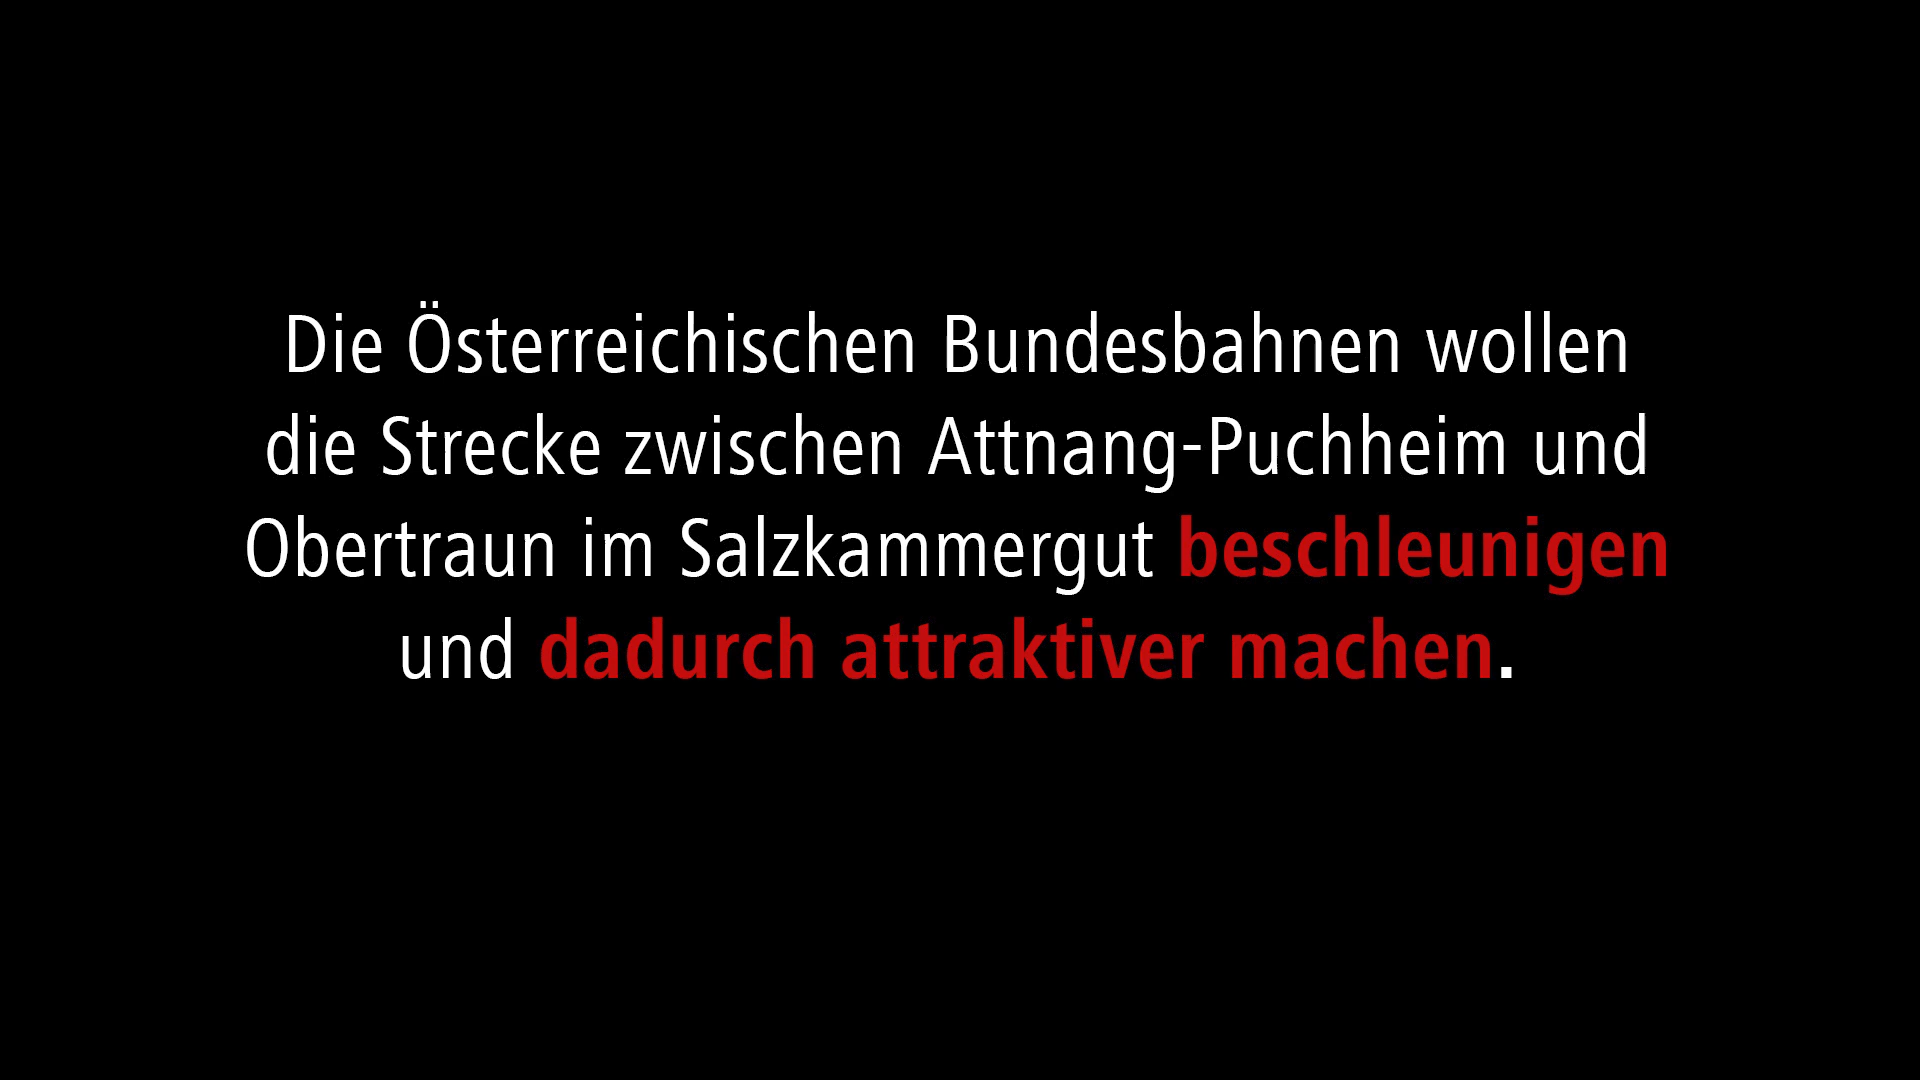 Die Österreichischen Bundesbahnen wollen
die Strecke zwischen Attnang-Puchheim und
Obertraun im Salzkammergut beschleunigen
und dadurch attraktiver machen.